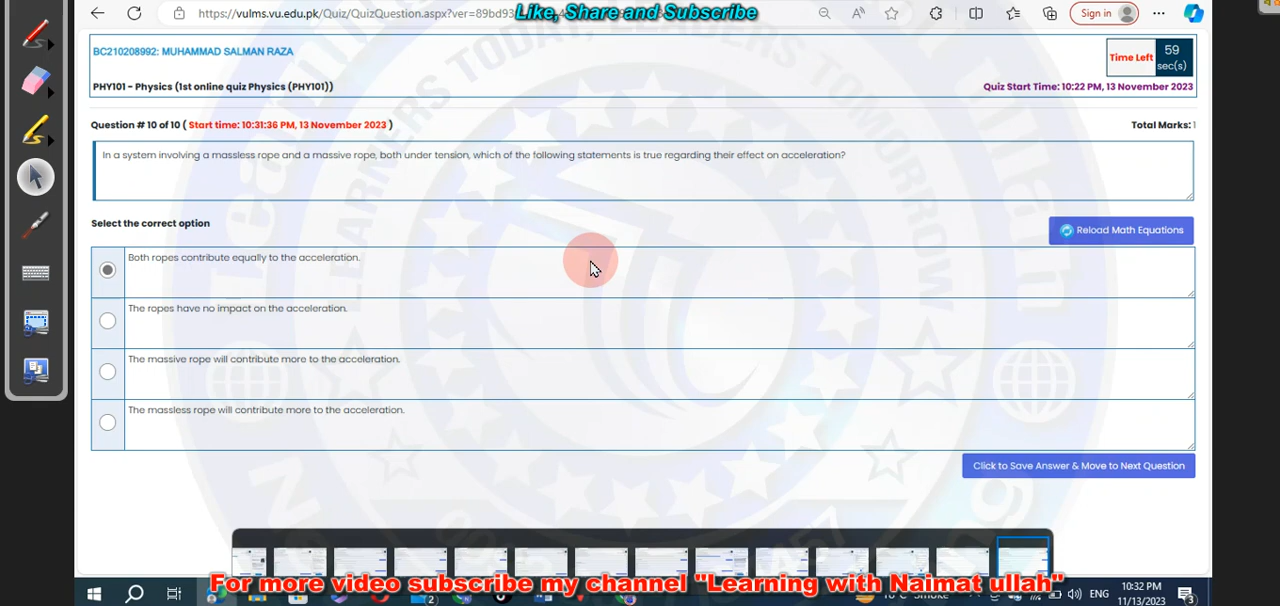 https://vulms.vu.edu.pk/Quiz/QuizQuestion.aspx?ver=89bd93
Like, Share and Subscribe
Sign in
BC210208992: MUHAMMAD SALMAN RAZA
Time Left
59
sec(s)
PHY101 - Physics (1st online quiz Physics (PHY101))
Quiz Start Time: 10:22 PM, 13 November 2023
Question # 10 of 10 ( Start time: 10:31:36 PM, 13 November 2023 )
Total Marks: 1
In a system involving a massless rope and a massive rope, both under tension, which of the following statements is true regarding their effect on acceleration?
Select the correct option
Reload Math Equations
Both ropes contribute equally to the acceleration.
The ropes have no impact on the acceleration.
The massive rope will contribute more to the acceleration.
The massless rope will contribute more to the acceleration.
Click to Save Answer & Move to Next Question
For more video subscribe my channel "Learning with Naimat ullah"
ENG
10:32 PM
11/13/2023